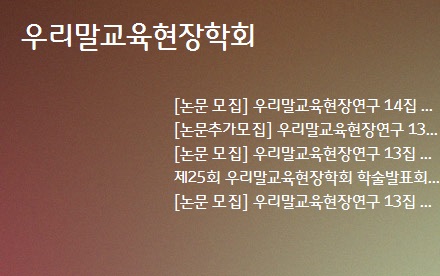 우리말교육현장학회
[논문 모집] 우리말교육현장연구 14집 ...
[논문추가모집] 우리말교육현장연구 13...
[논문 모집] 우리말교육현장연구 13집 ...
제25회 우리말교육현장학회 학술발표회...
[논문 모집] 우리말교육현장연구 13집 ...